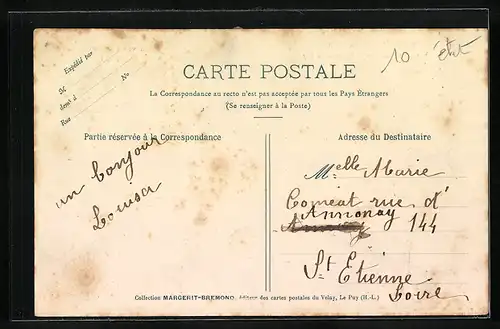 Expédié par
M
demt à
No
Rue
10
état
CARTE POSTALE
La Correspondance au recto n'est pas acceptée par tous les Pays Étrangers
(Se renseigner à la Poste)
Partie réservée à la Correspondance
un bonjour
Louisa
Adresse du Destinataire
Melle Marie
Comeat rue d'
Annonay 144
St Etienne
Loire
Collection MARGERIT-BREMOND, éditeur des cartes postales du Velay, Le Puy (H.-L.)